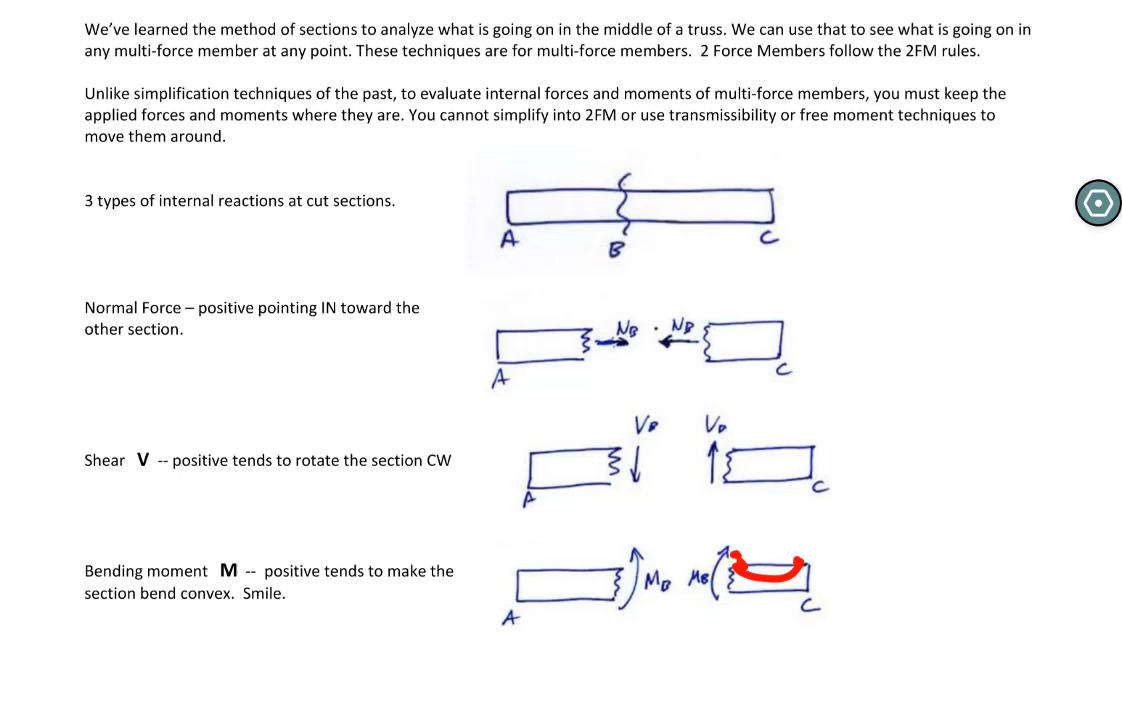 We’ve learned the method of sections to analyze what is going on in the middle of a truss. We can use that to see what is going on in
any multi-force member at any point. These techniques are for multi-force members.  2 Force Members follow the 2FM rules.
Unlike simplification techniques of the past, to evaluate internal forces and moments of multi-force members, you must keep the
applied forces and moments where they are. You cannot simplify into 2FM or use transmissibility or free moment techniques to
move them around.
3 types of internal reactions at cut sections.
A B C
Normal Force – positive pointing IN toward the
other section.
NB NB
A C
Shear V -- positive tends to rotate the section CW
VB VB
A C
Bending moment M -- positive tends to make the
section bend convex.  Smile.
MB MB
A C